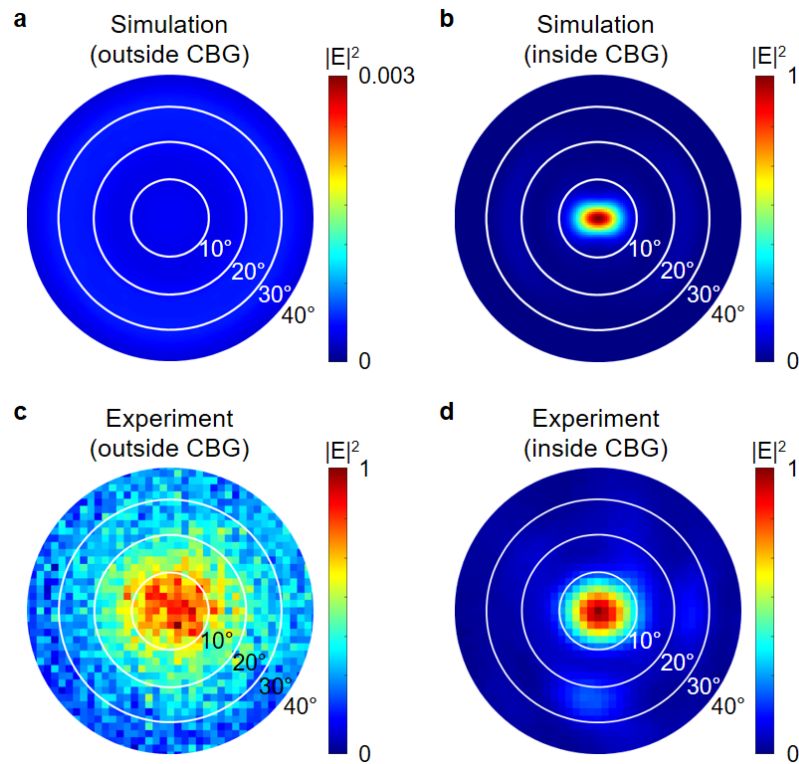 a
Simulation
(outside CBG)
|E|²
0.003
10°
20°
30°
40°
0
b
Simulation
(inside CBG)
|E|²
1
10°
20°
30°
40°
0
c
Experiment
(outside CBG)
|E|²
1
10°
20°
30°
40°
0
d
Experiment
(inside CBG)
|E|²
1
10°
20°
30°
40°
0